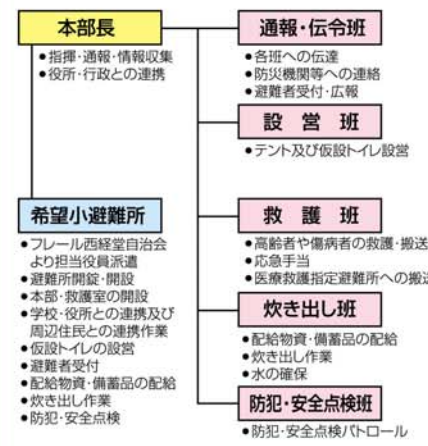 本部長
●指揮・通報・情報収集
●役所・行政との連携
希望小避難所
●フレール西経堂自治会
より担当役員派遣
●避難所開錠・開設
●本部・救護室の開設
●学校・役所との連携及び
周辺住民との連携作業
●仮設トイレの設営
●避難者受付
●配給物資・備蓄品の配給
●炊き出し作業
●防犯・安全点検
通報・伝令班
●各班への伝達
●防災機関等への連絡
●避難者受付・広報
設営班
●テント及び仮設トイレ設営
救護班
●高齢者や傷病者の救護・搬送
●応急手当
●医療救護指定避難所への搬送
炊き出し班
●配給物資・備蓄品の配給
●炊き出し作業
●水の確保
防犯・安全点検班
●防犯・安全点検パトロール